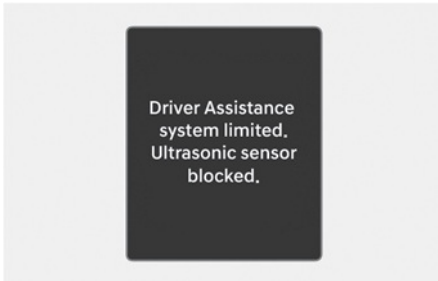 Driver Assistance
system limited.
Ultrasonic sensor
blocked.